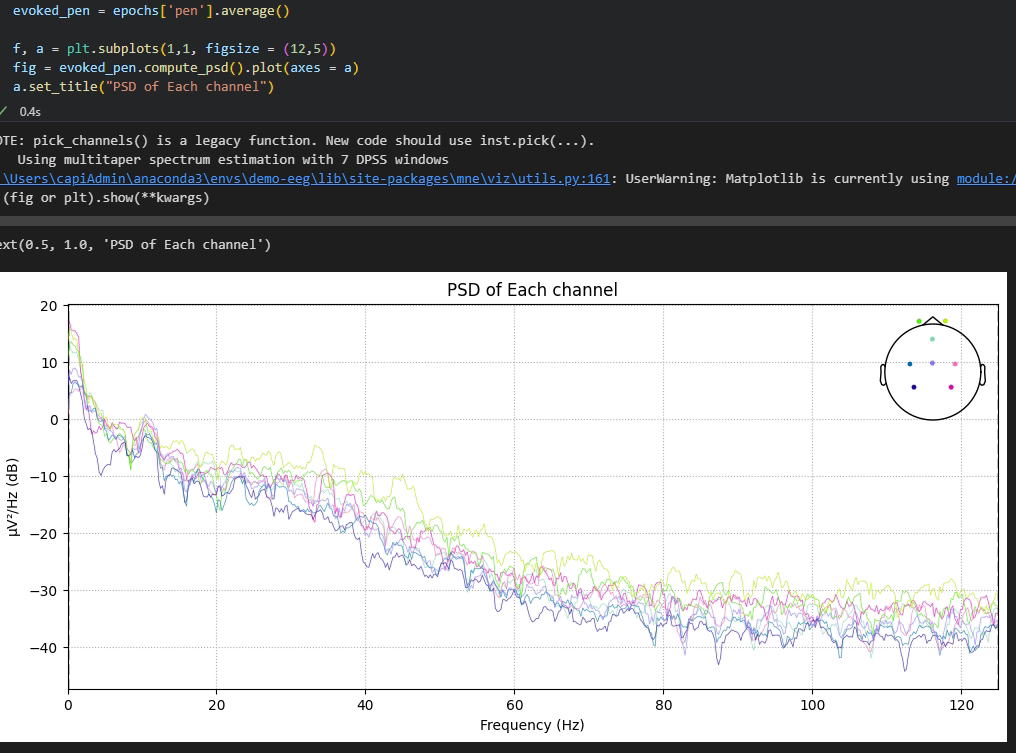 evoked_pen = epochs['pen'].average()
f, a = plt.subplots(1,1, figsize = (12,5))
fig = evoked_pen.compute_psd().plot(axes = a)
a.set_title("PSD of Each channel")
✓ 0.4s
OTE: pick_channels() is a legacy function. New code should use inst.pick(...).
Using multitaper spectrum estimation with 7 DPSS windows
\Users\capiAdmin\anaconda3\envs\demo-eeg\lib\site-packages\mne\viz\utils.py:161: UserWarning: Matplotlib is currently using module:/
(fig or plt).show(**kwargs)
ext(0.5, 1.0, 'PSD of Each channel')
PSD of Each channel
20
10
0
−10
−20
−30
−40
µV²/Hz (dB)
0 20 40 60 80 100 120
Frequency (Hz)